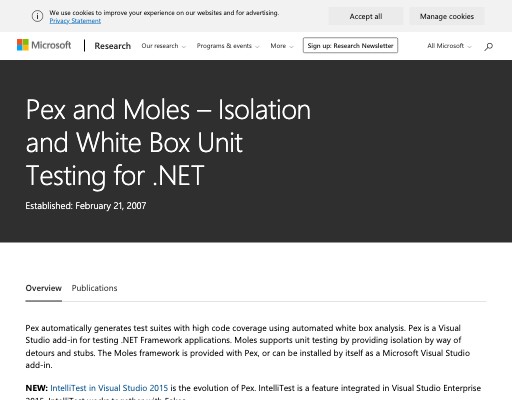 We use cookies to improve your experience on our websites and for advertising.
Privacy Statement
Accept all
Manage cookies
Microsoft
Research
Our research
Programs & events
More
Sign up: Research Newsletter
All Microsoft
Pex and Moles – Isolation
and White Box Unit
Testing for .NET
Established: February 21, 2007
Overview
Publications
Pex automatically generates test suites with high code coverage using automated white box analysis. Pex is a Visual
Studio add-in for testing .NET Framework applications. Moles supports unit testing by providing isolation by way of
detours and stubs. The Moles framework is provided with Pex, or can be installed by itself as a Microsoft Visual Studio
add-in.
NEW: IntelliTest in Visual Studio 2015 is the evolution of Pex. IntelliTest is a feature integrated in Visual Studio Enterprise
2015. IntelliTest works together with Fakes.